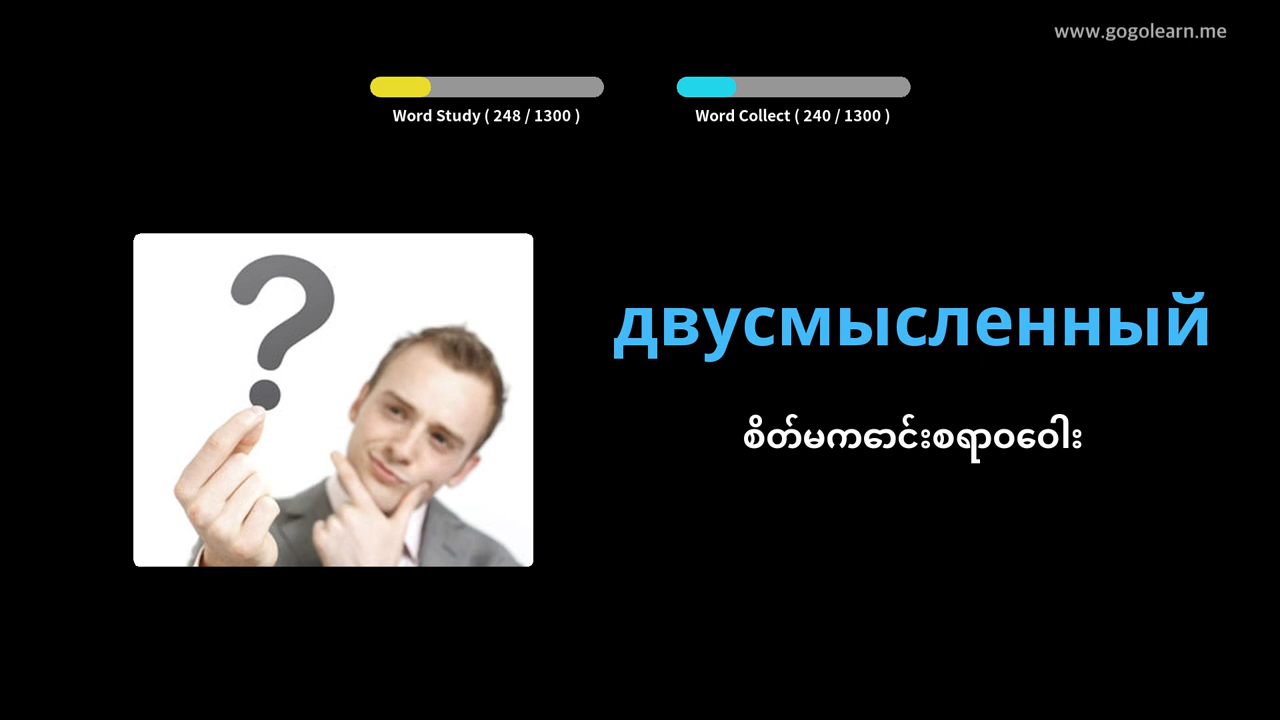 www.gogolearn.me
Word Study ( 248 / 1300 )
Word Collect ( 240 / 1300 )
двусмысленный
စိတ်မကောင်းစရာဝဝေါး